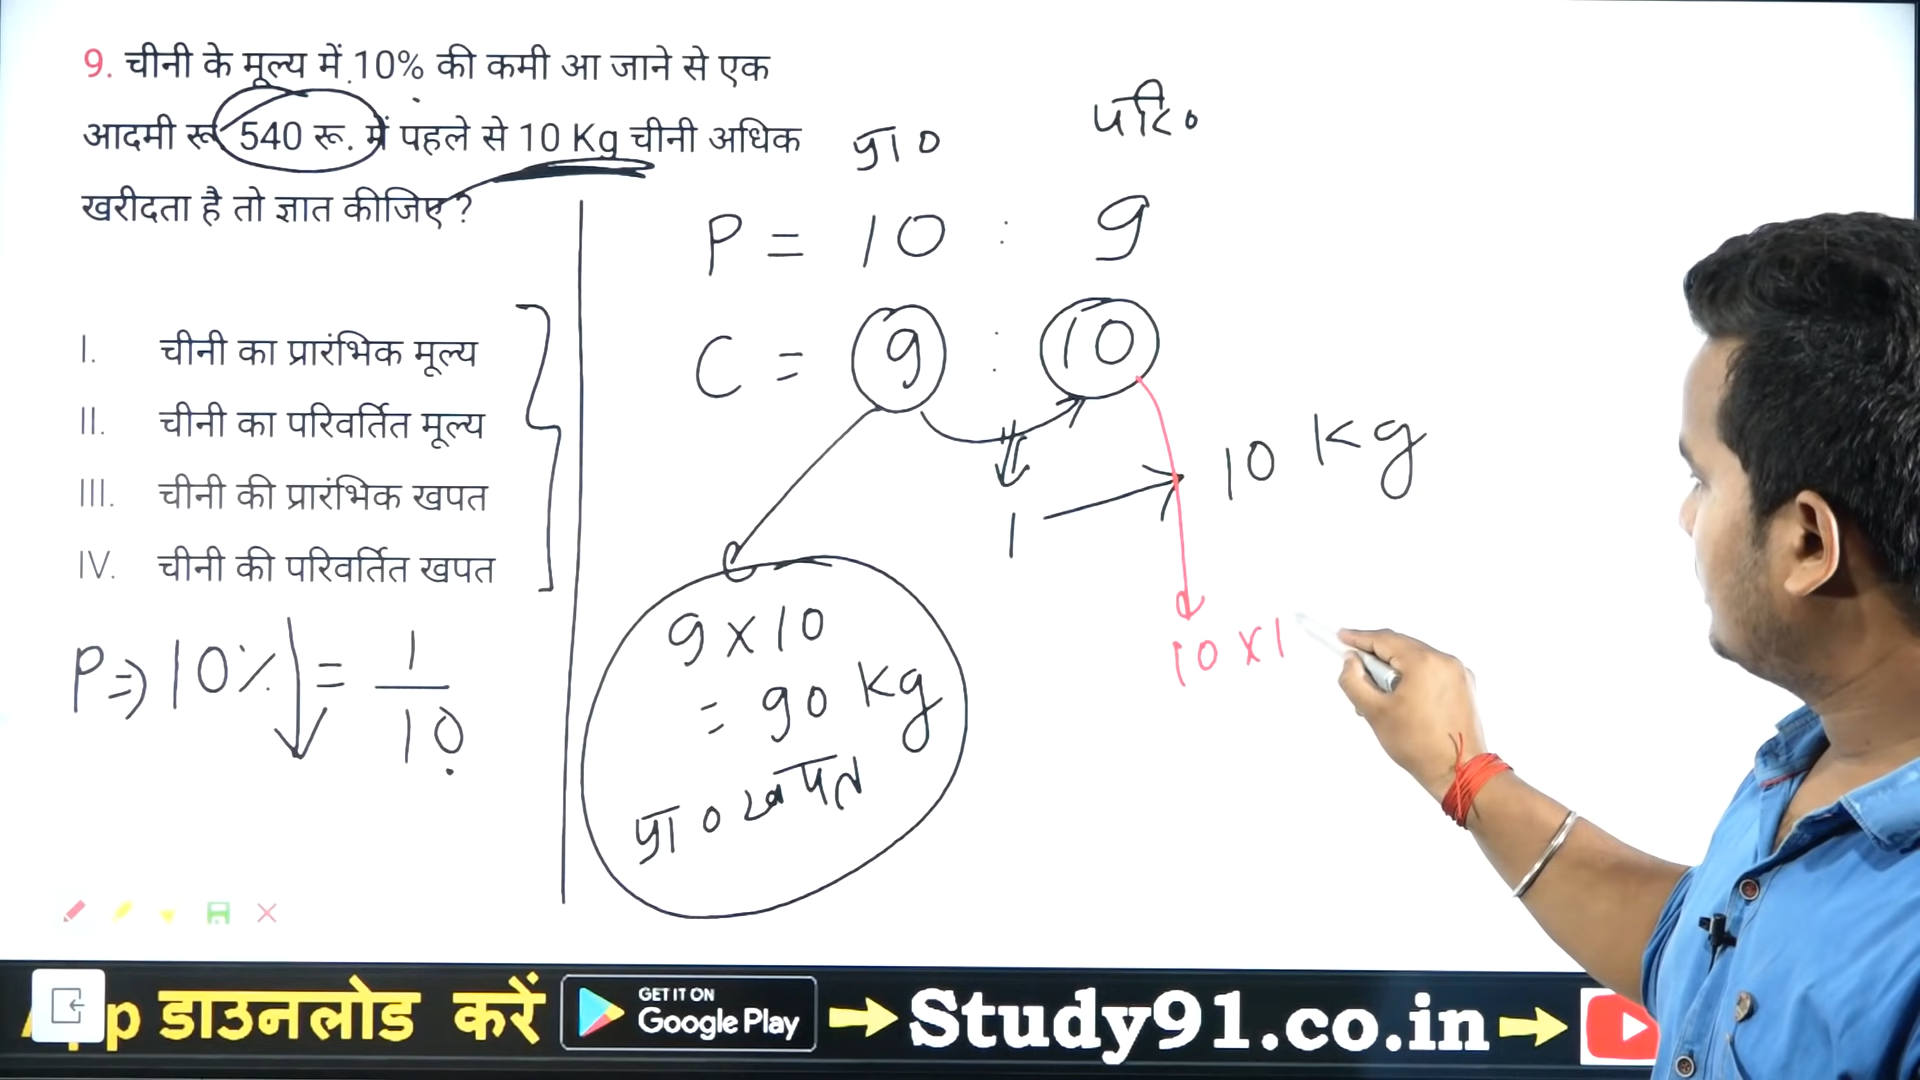 9. चीनी के मूल्य में 10% की कमी आ जाने से एक
आदमी रू 540 रू. में पहले से 10 Kg चीनी अधिक
खरीदता है तो ज्ञात कीजिए ?
I. चीनी का प्रारंभिक मूल्य
II. चीनी का परिवर्तित मूल्य
III. चीनी की प्रारंभिक खपत
IV. चीनी की परिवर्तित खपत
P => 10% ↓ = 1/10
प्रा० परि०
P = 10 : 9
C = 9 : 10
1 → 10 Kg
9 x 10
= 90 Kg
प्रा० खपत
10 x 1
App डाउनलोड करें GET IT ON Google Play → Study91.co.in →